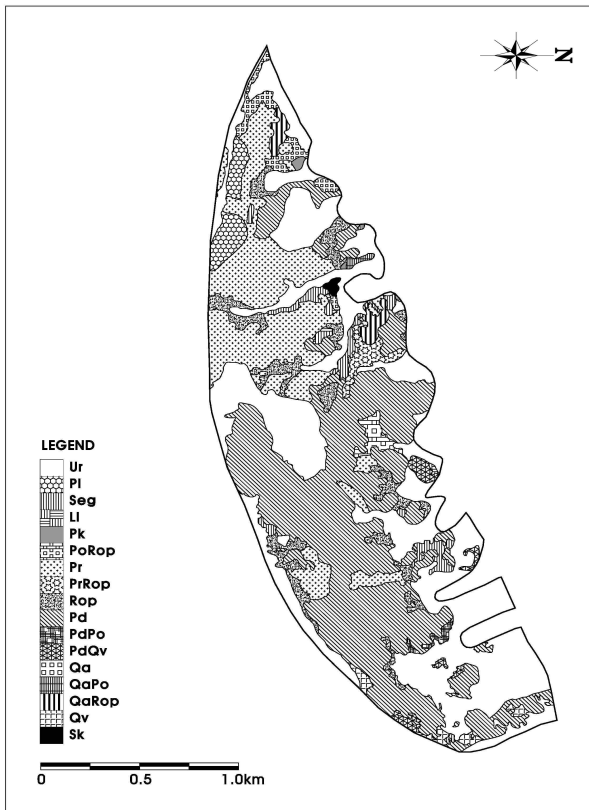 N
LEGEND
Ur
Pl
Seg
Ll
Pk
PoRop
Pr
PrRop
Rop
Pd
PdPo
PdQv
Qa
QaPo
QaRop
Qv
Sk
0 0.5 1.0km